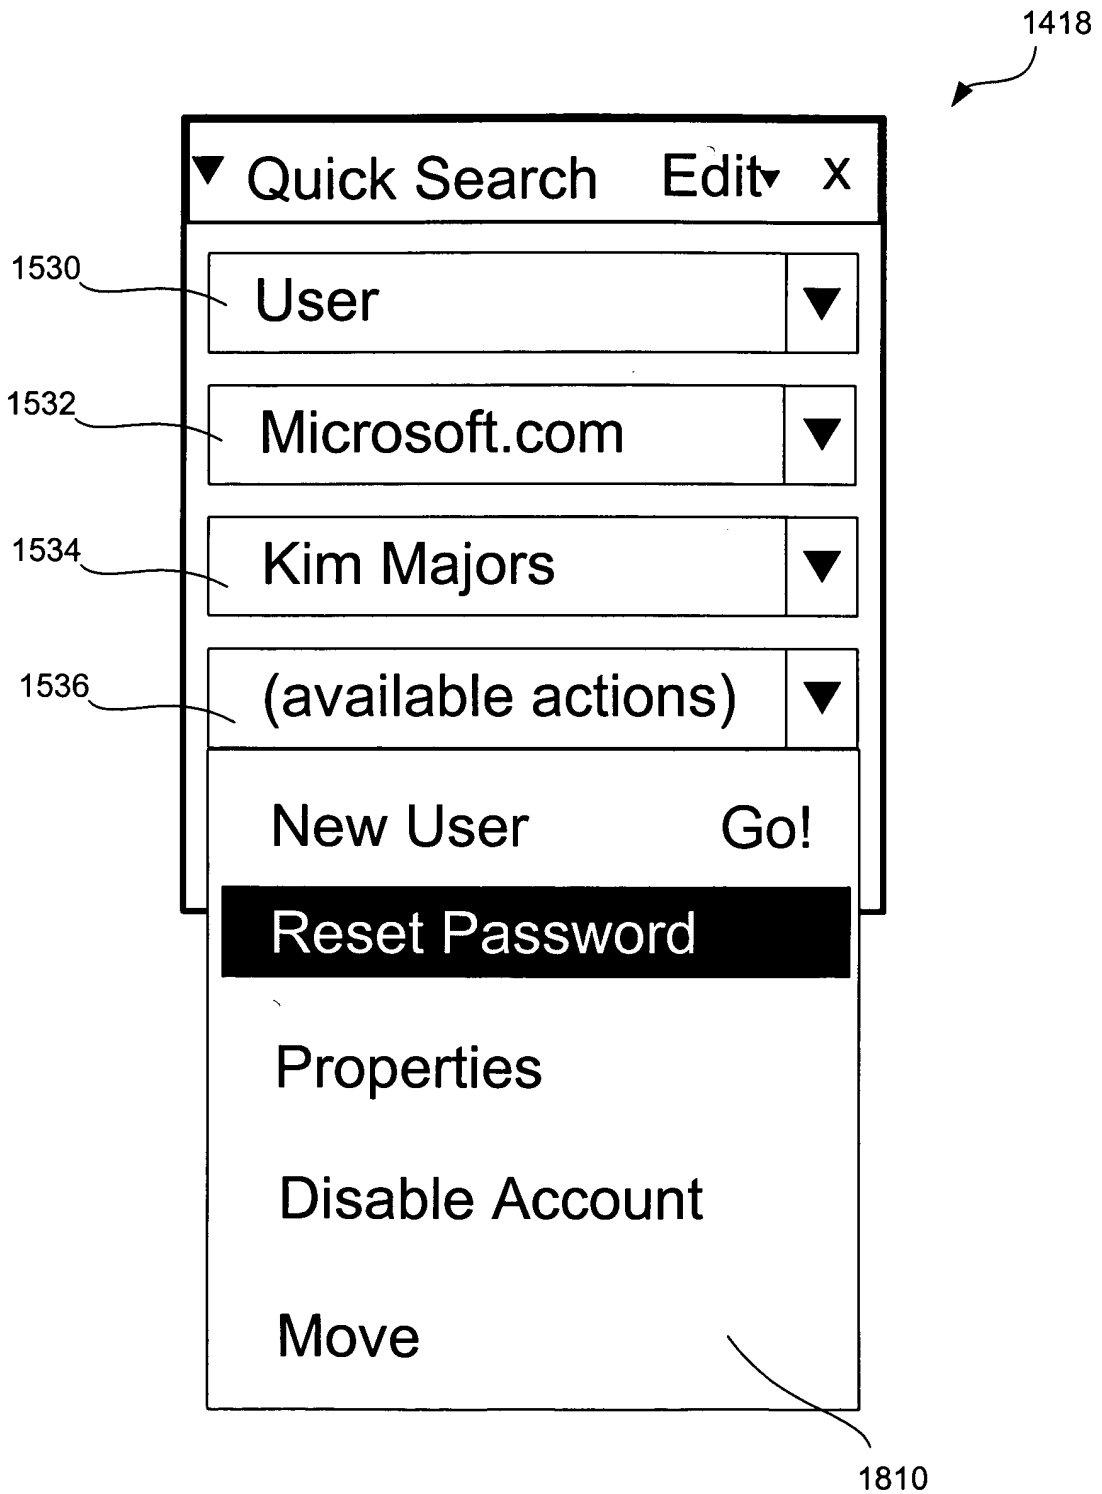 1418
Quick Search Edit x
1530
User
1532
Microsoft.com
1534
Kim Majors
1536
(available actions)
New User Go!
Reset Password
Properties
Disable Account
Move
1810